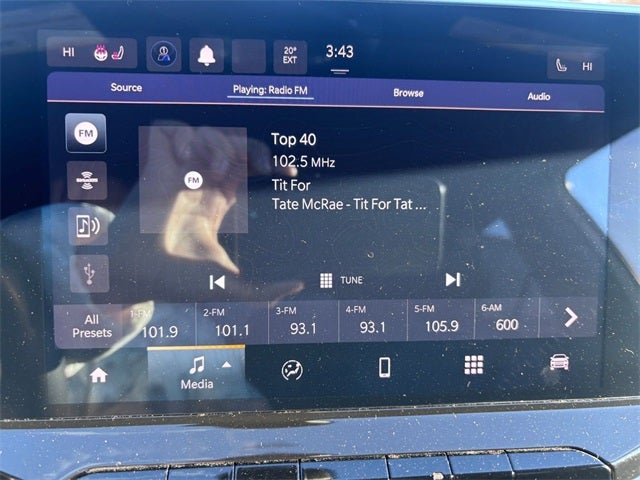 HI
20°
EXT
3:43
HI
Source
Playing: Radio FM
Browse
Audio
FM
FM
Top 40
102.5 MHz
Tit For
Tate McRae - Tit For Tat ...
SIRIUSXM
TUNE
All
Presets
1-FM
101.9
2-FM
101.1
3-FM
93.1
4-FM
93.1
5-FM
105.9
6-AM
600
Media